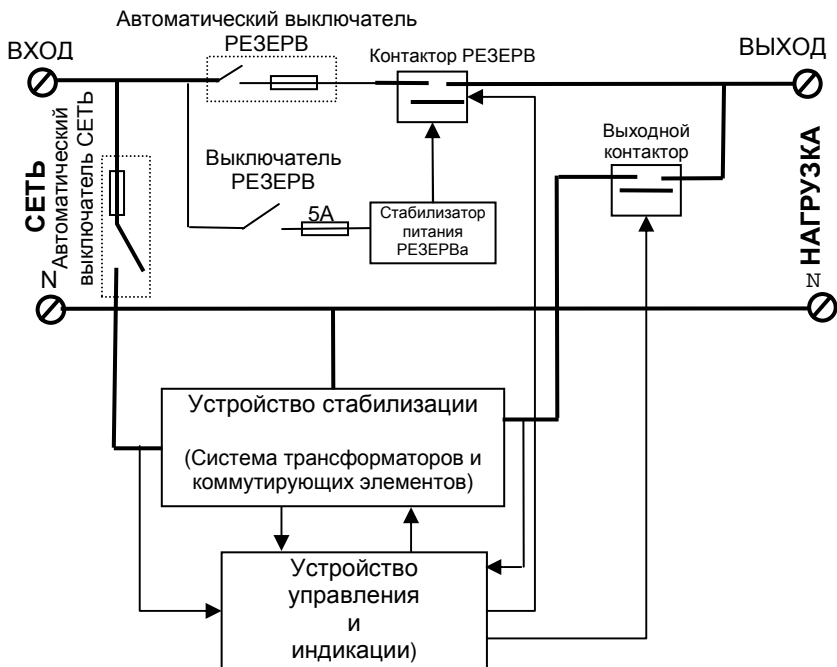 Автоматический выключатель
РЕЗЕРВ
ВХОД
Контактор РЕЗЕРВ
ВЫХОД
СЕТЬ
Автоматический
выключатель СЕТЬ
Выключатель
РЕЗЕРВ
5А
Стабилизатор
питания
РЕЗЕРВа
Выходной
контактор
НАГРУЗКА
N
N
Устройство стабилизации
(Система трансформаторов и
коммутирующих элементов)
Устройство
управления
и
индикации)